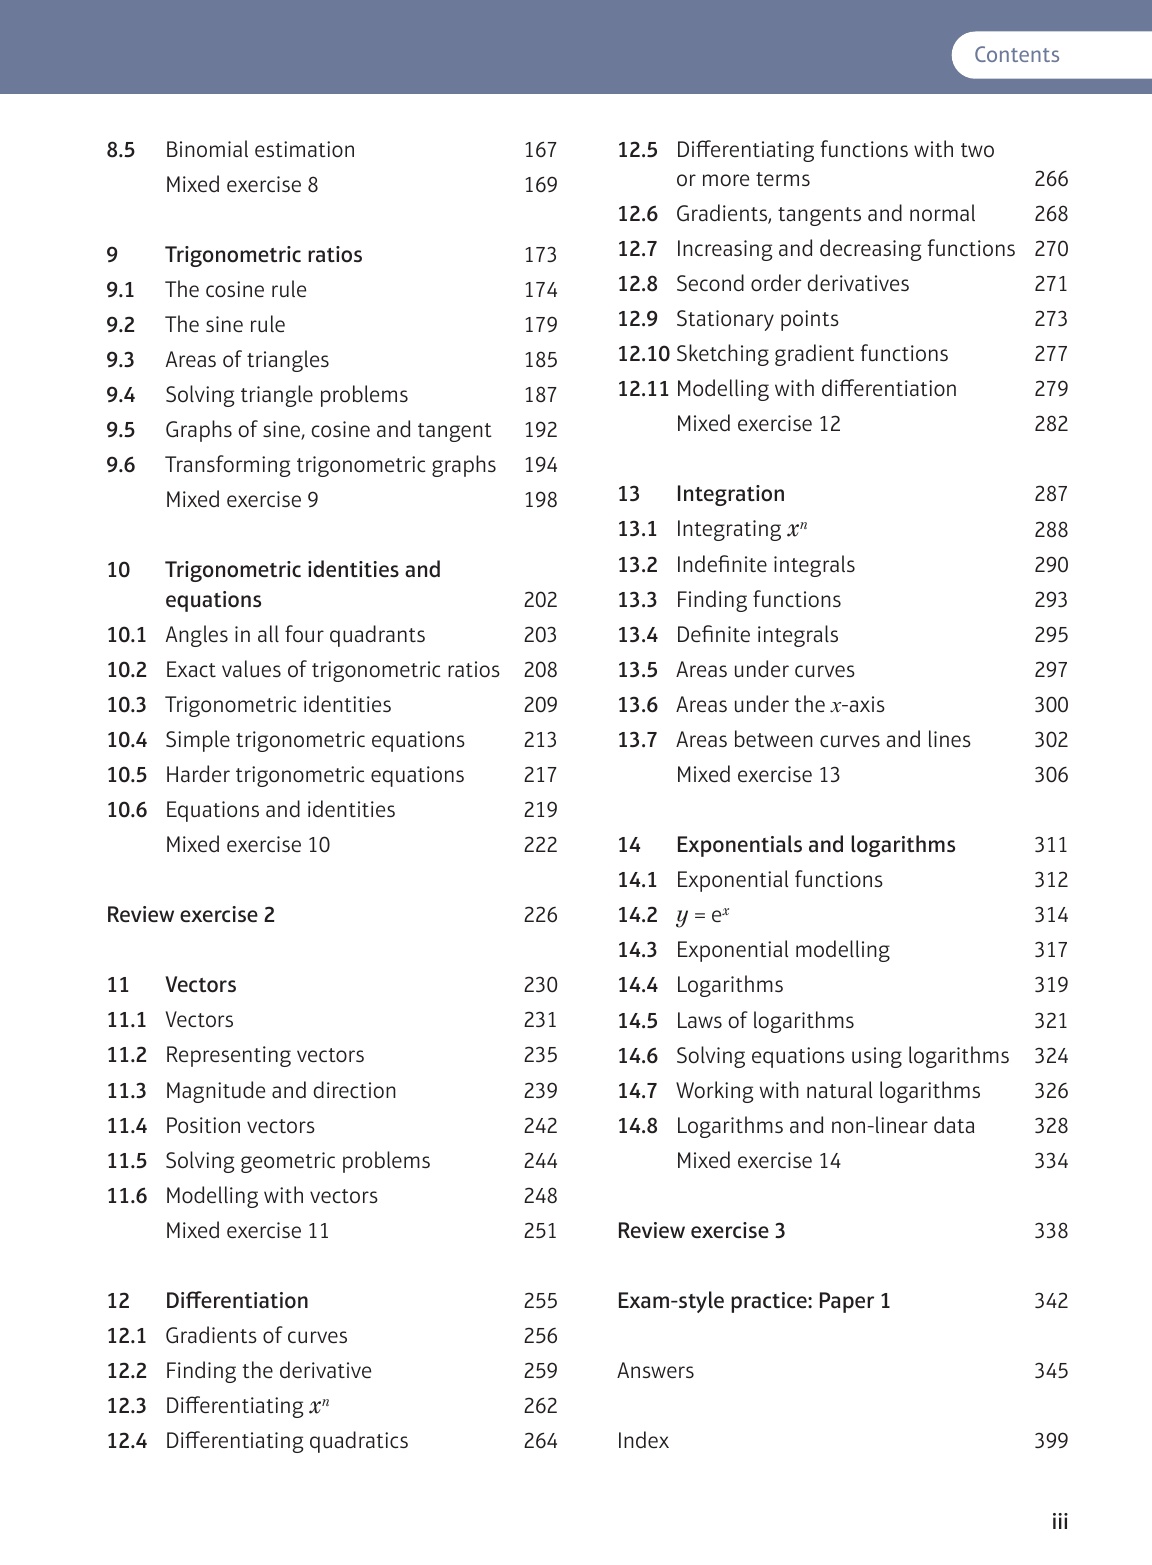 Contents
8.5 Binomial estimation 167
Mixed exercise 8 169
9 Trigonometric ratios 173
9.1 The cosine rule 174
9.2 The sine rule 179
9.3 Areas of triangles 185
9.4 Solving triangle problems 187
9.5 Graphs of sine, cosine and tangent 192
9.6 Transforming trigonometric graphs 194
Mixed exercise 9 198
10 Trigonometric identities and
equations 202
10.1 Angles in all four quadrants 203
10.2 Exact values of trigonometric ratios 208
10.3 Trigonometric identities 209
10.4 Simple trigonometric equations 213
10.5 Harder trigonometric equations 217
10.6 Equations and identities 219
Mixed exercise 10 222
Review exercise 2 226
11 Vectors 230
11.1 Vectors 231
11.2 Representing vectors 235
11.3 Magnitude and direction 239
11.4 Position vectors 242
11.5 Solving geometric problems 244
11.6 Modelling with vectors 248
Mixed exercise 11 251
12 Differentiation 255
12.1 Gradients of curves 256
12.2 Finding the derivative 259
12.3 Differentiating xⁿ 262
12.4 Differentiating quadratics 264
12.5 Differentiating functions with two
or more terms 266
12.6 Gradients, tangents and normal 268
12.7 Increasing and decreasing functions 270
12.8 Second order derivatives 271
12.9 Stationary points 273
12.10 Sketching gradient functions 277
12.11 Modelling with differentiation 279
Mixed exercise 12 282
13 Integration 287
13.1 Integrating xⁿ 288
13.2 Indefinite integrals 290
13.3 Finding functions 293
13.4 Definite integrals 295
13.5 Areas under curves 297
13.6 Areas under the x-axis 300
13.7 Areas between curves and lines 302
Mixed exercise 13 306
14 Exponentials and logarithms 311
14.1 Exponential functions 312
14.2 y = eˣ 314
14.3 Exponential modelling 317
14.4 Logarithms 319
14.5 Laws of logarithms 321
14.6 Solving equations using logarithms 324
14.7 Working with natural logarithms 326
14.8 Logarithms and non-linear data 328
Mixed exercise 14 334
Review exercise 3 338
Exam-style practice: Paper 1 342
Answers 345
Index 399
iii